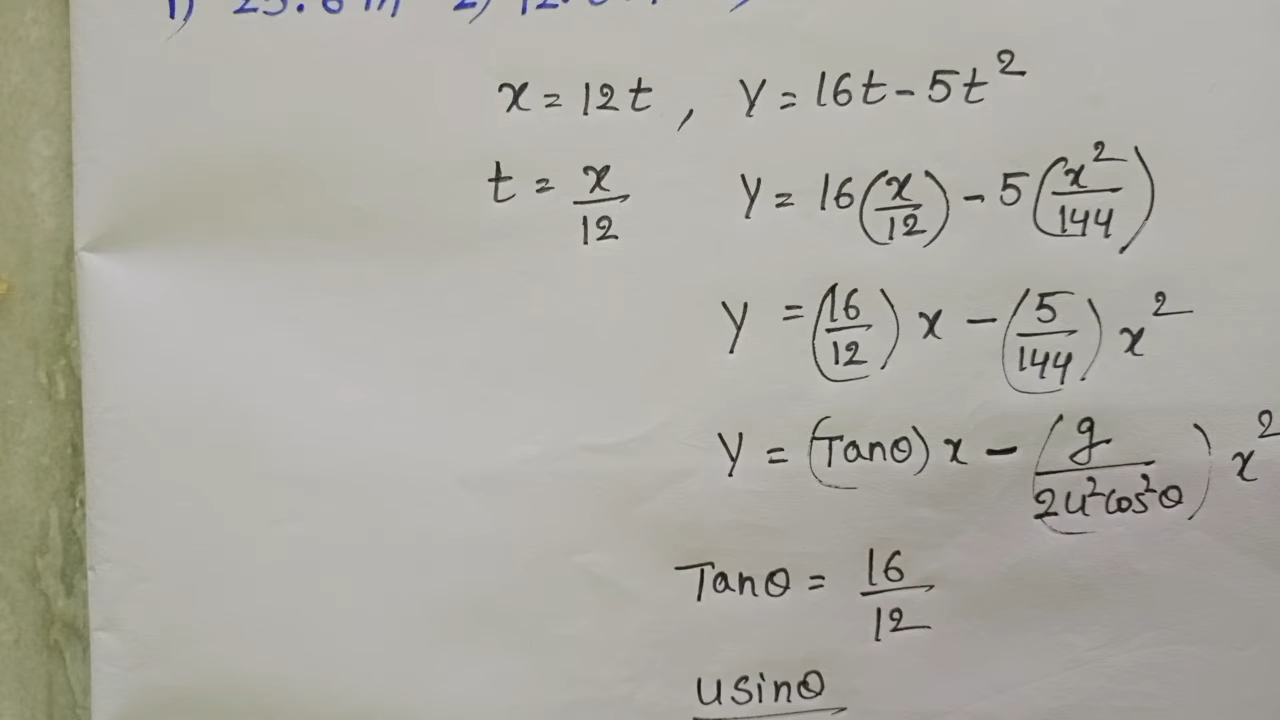 x = 12t , y = 16t - 5t²
t = x/12 y = 16(x/12) - 5(x²/144)
y = (16/12) x - (5/144) x²
y = (Tanθ) x - (g/2u²cos²θ) x²
Tanθ = 16/12
usinθ